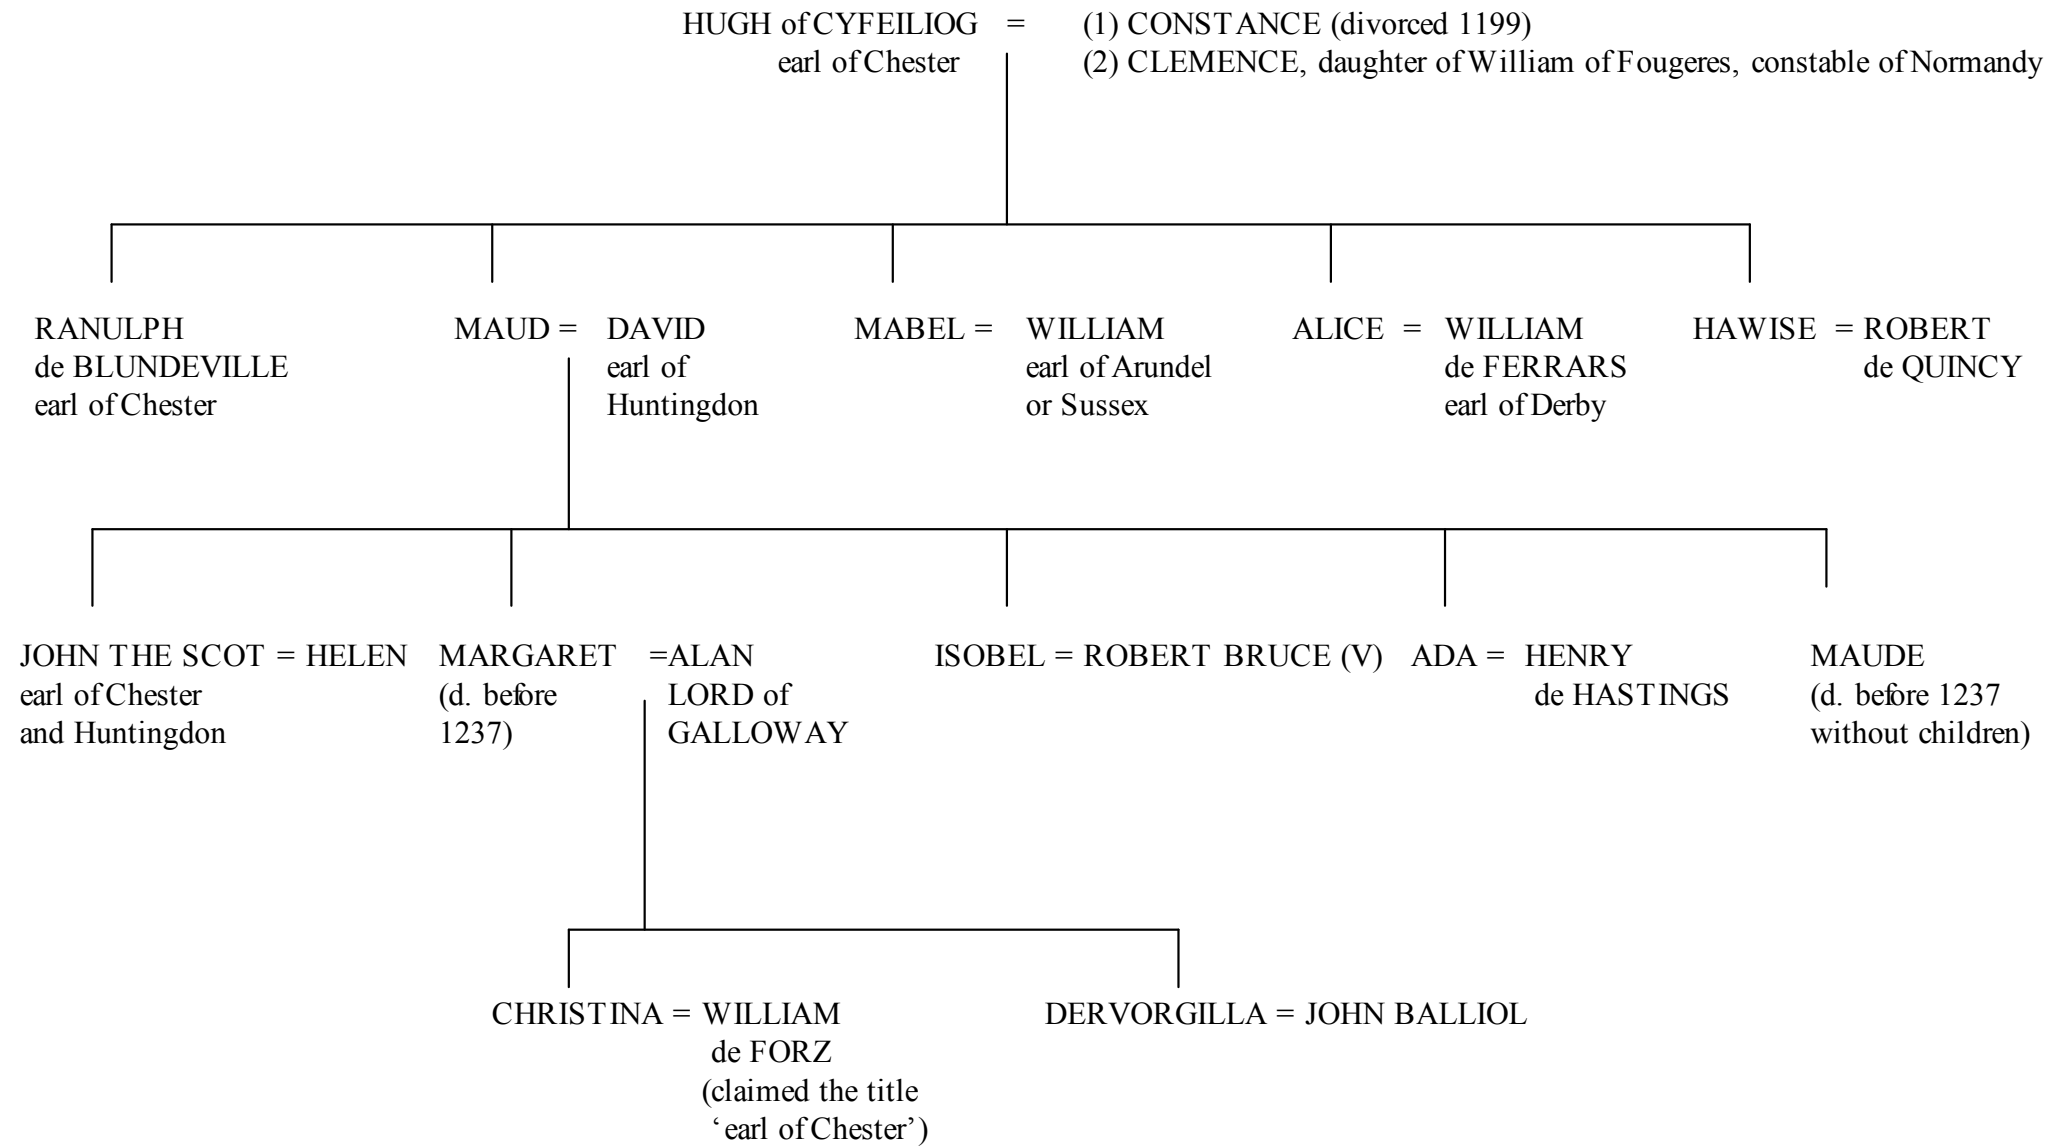 HUGH of CYFEILIOG = (1) CONSTANCE (divorced 1199)
earl of Chester (2) CLEMENCE, daughter of William of Fougeres, constable of Normandy
RANULPH
de BLUNDEVILLE
earl of Chester
MAUD = DAVID
earl of
Huntingdon
MABEL = WILLIAM
earl of Arundel
or Sussex
ALICE = WILLIAM
de FERRARS
earl of Derby
HAWISE = ROBERT
de QUINCY
JOHN THE SCOT = HELEN
earl of Chester
and Huntingdon
MARGARET =ALAN
(d. before LORD of
1237) GALLOWAY
ISOBEL = ROBERT BRUCE (V)
ADA = HENRY
de HASTINGS
MAUDE
(d. before 1237
without children)
CHRISTINA = WILLIAM
de FORZ
(claimed the title
‘earl of Chester’)
DERVORGILLA = JOHN BALLIOL